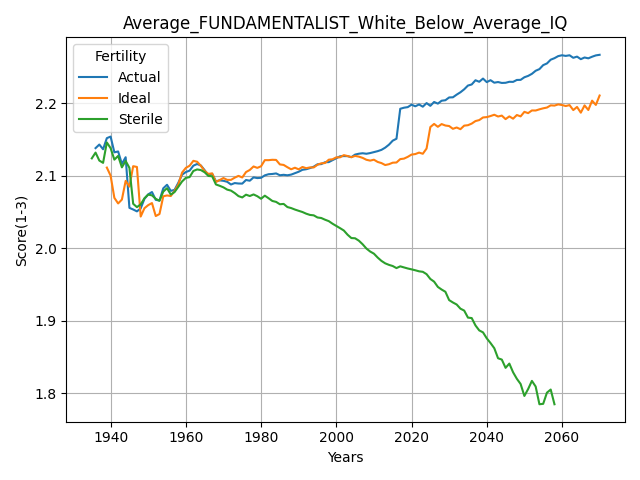 Average_FUNDAMENTALIST_White_Below_Average_IQ
Fertility
Actual
Ideal
Sterile
Score(1-3)
2.2
2.1
2.0
1.9
1.8
1940 1960 1980 2000 2020 2040 2060
Years